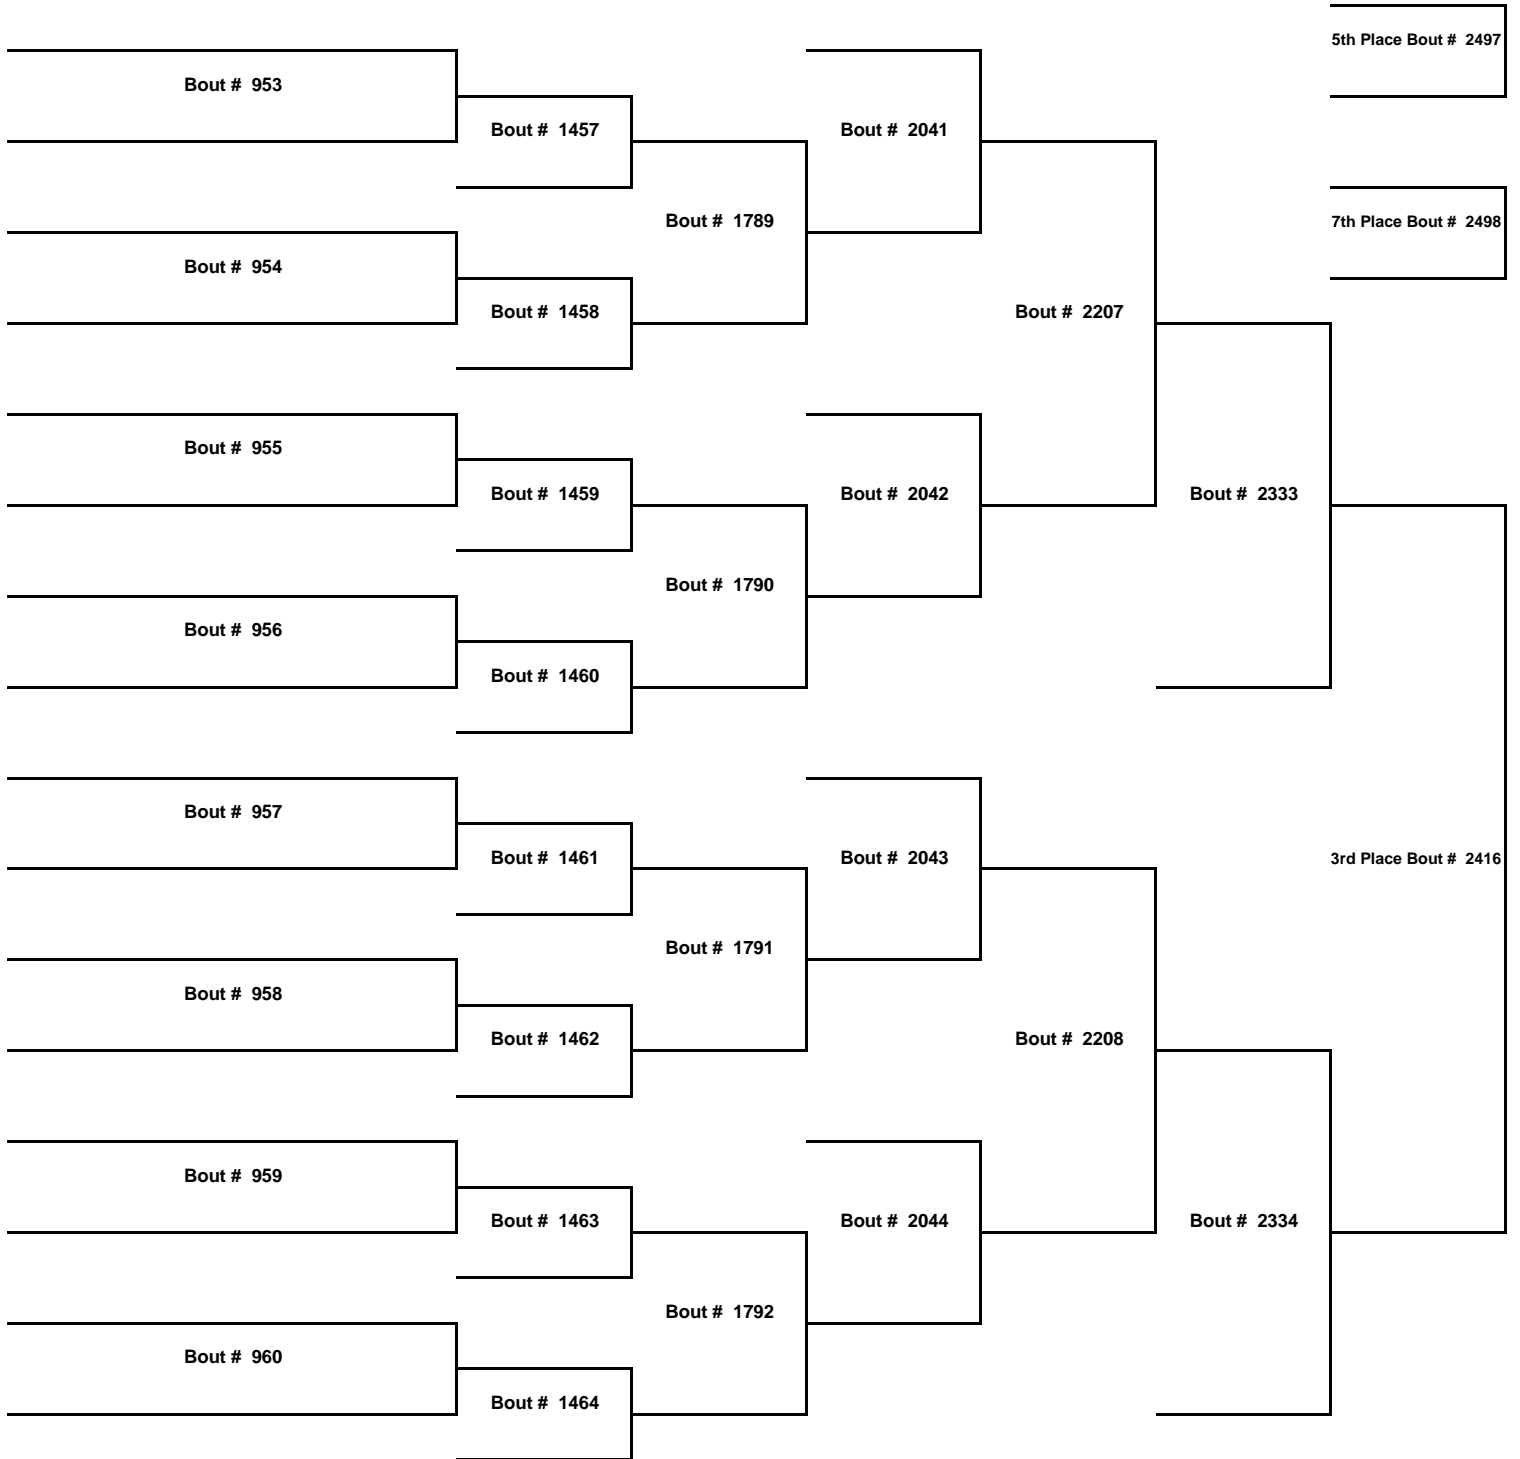 5th Place Bout # 2497
Bout # 953
Bout # 1457
Bout # 2041
Bout # 1789
7th Place Bout # 2498
Bout # 954
Bout # 1458
Bout # 2207
Bout # 955
Bout # 1459
Bout # 2042
Bout # 2333
Bout # 1790
Bout # 956
Bout # 1460
Bout # 957
Bout # 1461
Bout # 2043
3rd Place Bout # 2416
Bout # 1791
Bout # 958
Bout # 1462
Bout # 2208
Bout # 959
Bout # 1463
Bout # 2044
Bout # 2334
Bout # 1792
Bout # 960
Bout # 1464